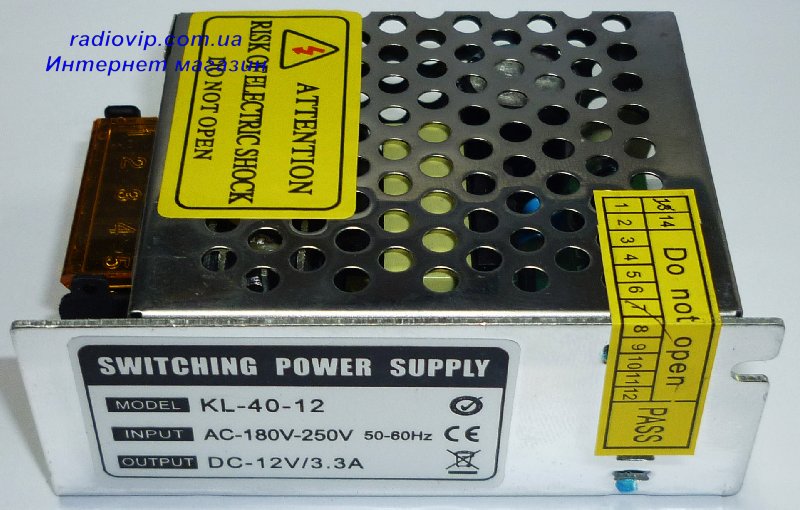 radiovip.com.ua
Интернет магазин
ATTENTION
RISK OF ELECTRIC SHOCK
DO NOT OPEN
2
3
4
5
14
1 2 3 4 5 6 7 8 9 10 11 12
Do not open
PASS
SWITCHING POWER SUPPLY
MODEL KL-40-12
INPUT AC-180V-250V 50-60Hz CE
OUTPUT DC-12V/3.3A